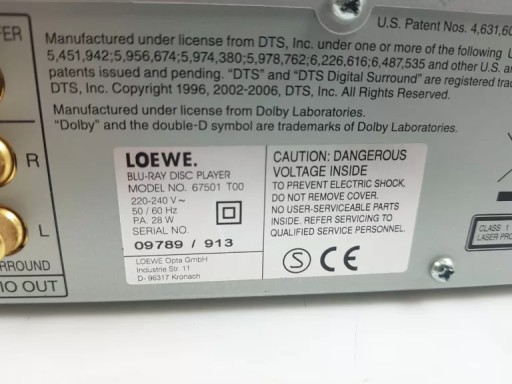 U.S. Patent Nos. 4,631,60
Manufactured under license from DTS, Inc. under one or more of the following U
5,451,942;5,956,674;5,974,380;5,978,762;6,226,616;6,487,535 and other U.S. an
patents issued and pending. "DTS" and "DTS Digital Surround" are registered tra
DTS, Inc. Copyright 1996, 2002-2006, DTS, Inc. All Rights Reserved.
Manufactured under license from Dolby Laboratories.
"Dolby" and the double-D symbol are trademarks of Dolby Laboratories.
FER
R
L
RROUND
IO OUT
LOEWE.
BLU-RAY DISC PLAYER
MODEL NO. 67501 T00
220-240 V ~
50 / 60 Hz
P.A. 28 W
SERIAL NO.
09789 / 913
LOEWE Opta GmbH
Industrie Str. 11
D- 96317 Kronach
CAUTION: DANGEROUS
VOLTAGE INSIDE
TO PREVENT ELECTRIC SHOCK,
DO NOT REMOVE COVER.
NO USER-SERVICEABLE PARTS
INSIDE. REFER SERVICING TO
QUALIFIED SERVICE PERSONNEL.
S CE
CLASS 1
LASER PRO